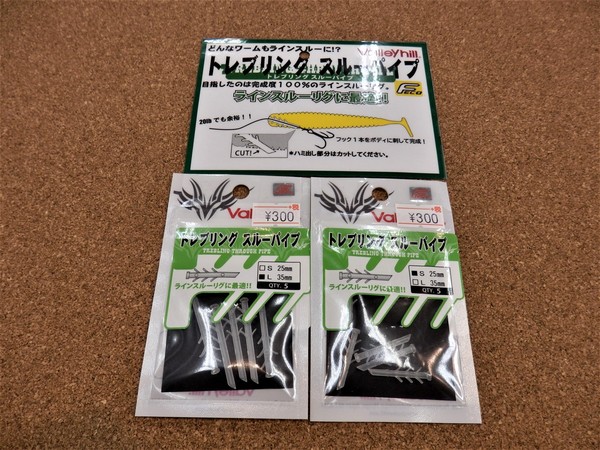 どんなワームもラインスルーに!?
Valleyhill
トレブリング スルーパイプ
トレブリング スルーパイプ
目指したのは完成度100%のラインスルーリグ。
FECO
ラインスルーリグに最適!!
20lbでも余裕!!
CUT!
フック1本をボディに刺して完成!
*ハミ出し部分はカットしてください。
Val
¥300
トレブリング スルーパイプ
TREBLING THROUGH PIPE
□ S 25mm
■ L 35mm
ラインスルーリグに最適!!
QTY. 5
Val
¥300
トレブリング スルーパイプ
TREBLING THROUGH PIPE
■ S 25mm
□ L 35mm
ラインスルーリグに最適!!
QTY. 5